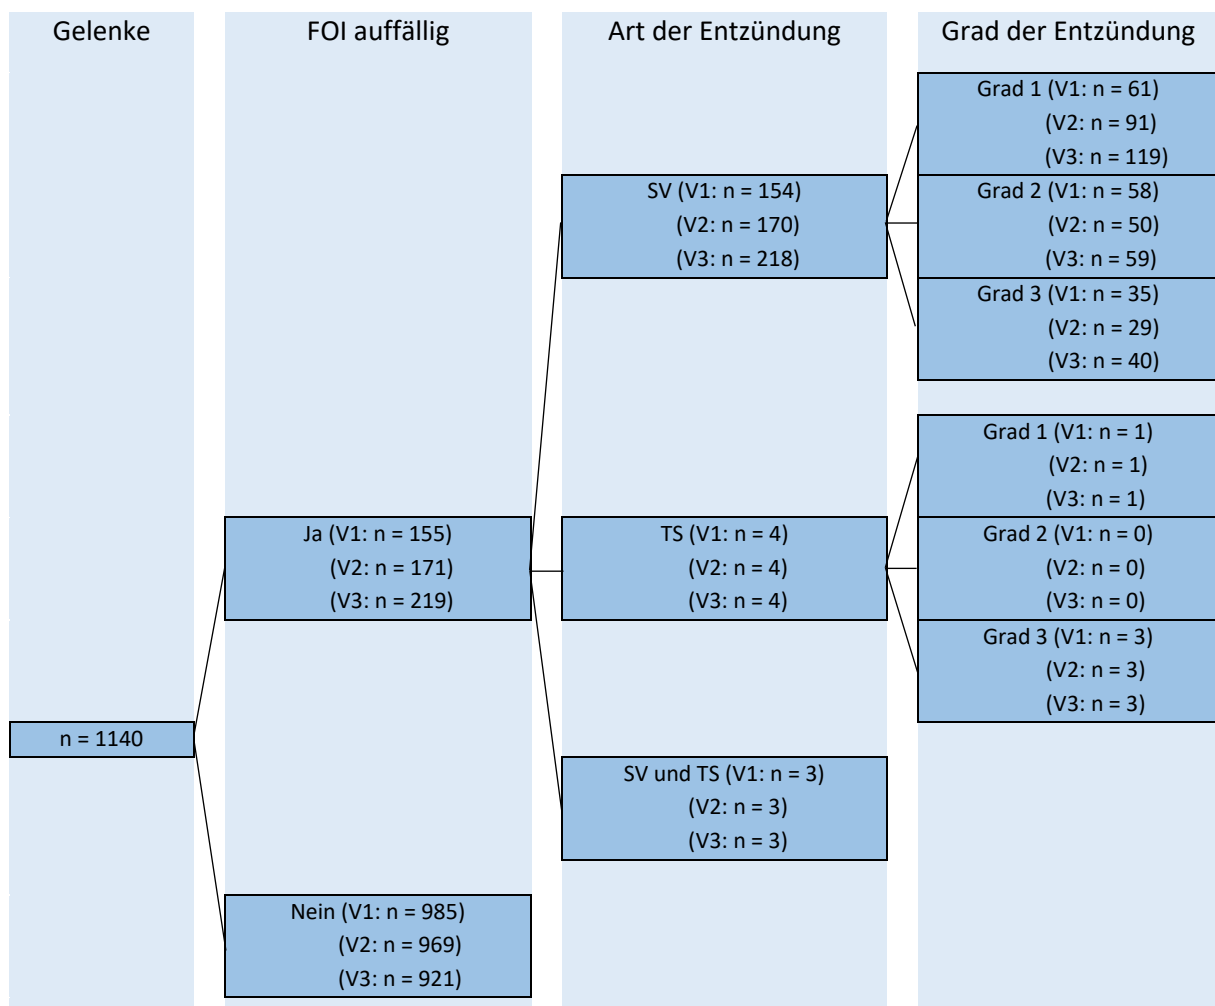 Gelenke
FOI auffällig
Art der Entzündung
Grad der Entzündung
n = 1140
Ja (V1: n = 155)
(V2: n = 171)
(V3: n = 219)
Nein (V1: n = 985)
(V2: n = 969)
(V3: n = 921)
SV (V1: n = 154)
(V2: n = 170)
(V3: n = 218)
TS (V1: n = 4)
(V2: n = 4)
(V3: n = 4)
SV und TS (V1: n = 3)
(V2: n = 3)
(V3: n = 3)
Grad 1 (V1: n = 61)
(V2: n = 91)
(V3: n = 119)
Grad 2 (V1: n = 58)
(V2: n = 50)
(V3: n = 59)
Grad 3 (V1: n = 35)
(V2: n = 29)
(V3: n = 40)
Grad 1 (V1: n = 1)
(V2: n = 1)
(V3: n = 1)
Grad 2 (V1: n = 0)
(V2: n = 0)
(V3: n = 0)
Grad 3 (V1: n = 3)
(V2: n = 3)
(V3: n = 3)